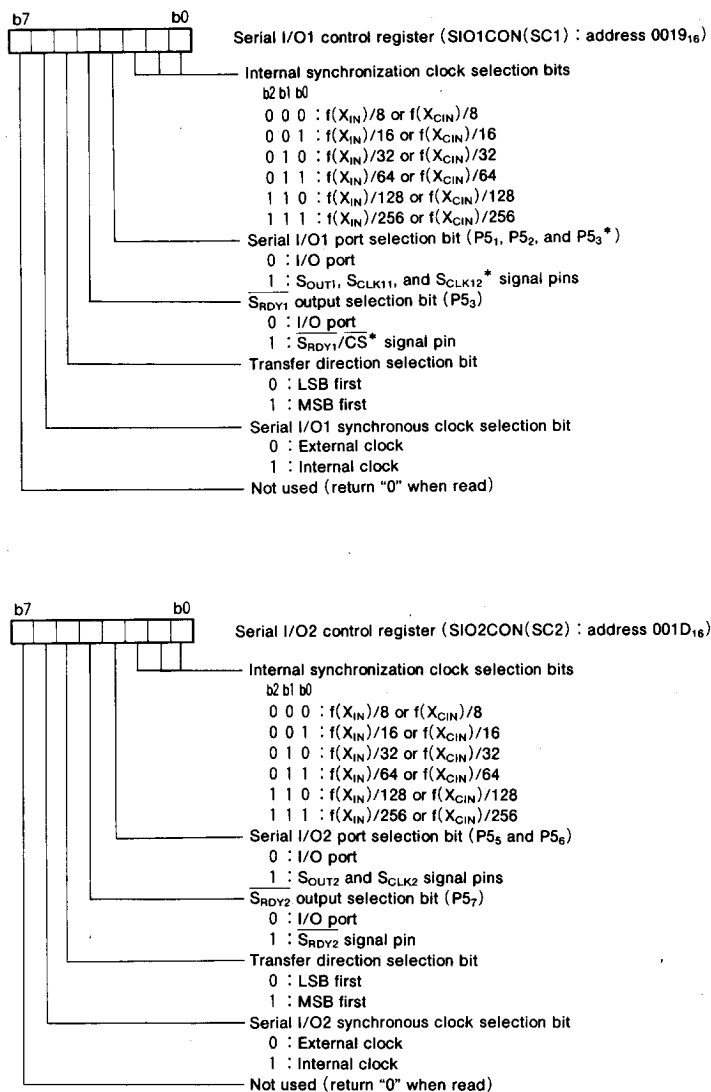 b7 b0
Serial I/O1 control register (SIO1CON(SC1) : address 0019₁₆)
Internal synchronization clock selection bits
b2 b1 b0
0 0 0 : f(X_IN)/8 or f(X_CIN)/8
0 0 1 : f(X_IN)/16 or f(X_CIN)/16
0 1 0 : f(X_IN)/32 or f(X_CIN)/32
0 1 1 : f(X_IN)/64 or f(X_CIN)/64
1 1 0 : f(X_IN)/128 or f(X_CIN)/128
1 1 1 : f(X_IN)/256 or f(X_CIN)/256
Serial I/O1 port selection bit (P5₁, P5₂, and P5₃*)
0 : I/O port
1 : S_OUT1, S_CLK11, and S_CLK12* signal pins
S̅_RDY1 output selection bit (P5₃)
0 : I/O port
1 : S̅_RDY1/C̅S̅* signal pin
Transfer direction selection bit
0 : LSB first
1 : MSB first
Serial I/O1 synchronous clock selection bit
0 : External clock
1 : Internal clock
Not used (return “0” when read)
b7 b0
Serial I/O2 control register (SIO2CON(SC2) : address 001D₁₆)
Internal synchronization clock selection bits
b2 b1 b0
0 0 0 : f(X_IN)/8 or f(X_CIN)/8
0 0 1 : f(X_IN)/16 or f(X_CIN)/16
0 1 0 : f(X_IN)/32 or f(X_CIN)/32
0 1 1 : f(X_IN)/64 or f(X_CIN)/64
1 1 0 : f(X_IN)/128 or f(X_CIN)/128
1 1 1 : f(X_IN)/256 or f(X_CIN)/256
Serial I/O2 port selection bit (P5₅ and P5₆)
0 : I/O port
1 : S_OUT2 and S_CLK2 signal pins
S̅_RDY2 output selection bit (P5₇)
0 : I/O port
1 : S̅_RDY2 signal pin
Transfer direction selection bit
0 : LSB first
1 : MSB first
Serial I/O2 synchronous clock selection bit
0 : External clock
1 : Internal clock
Not used (return “0” when read)